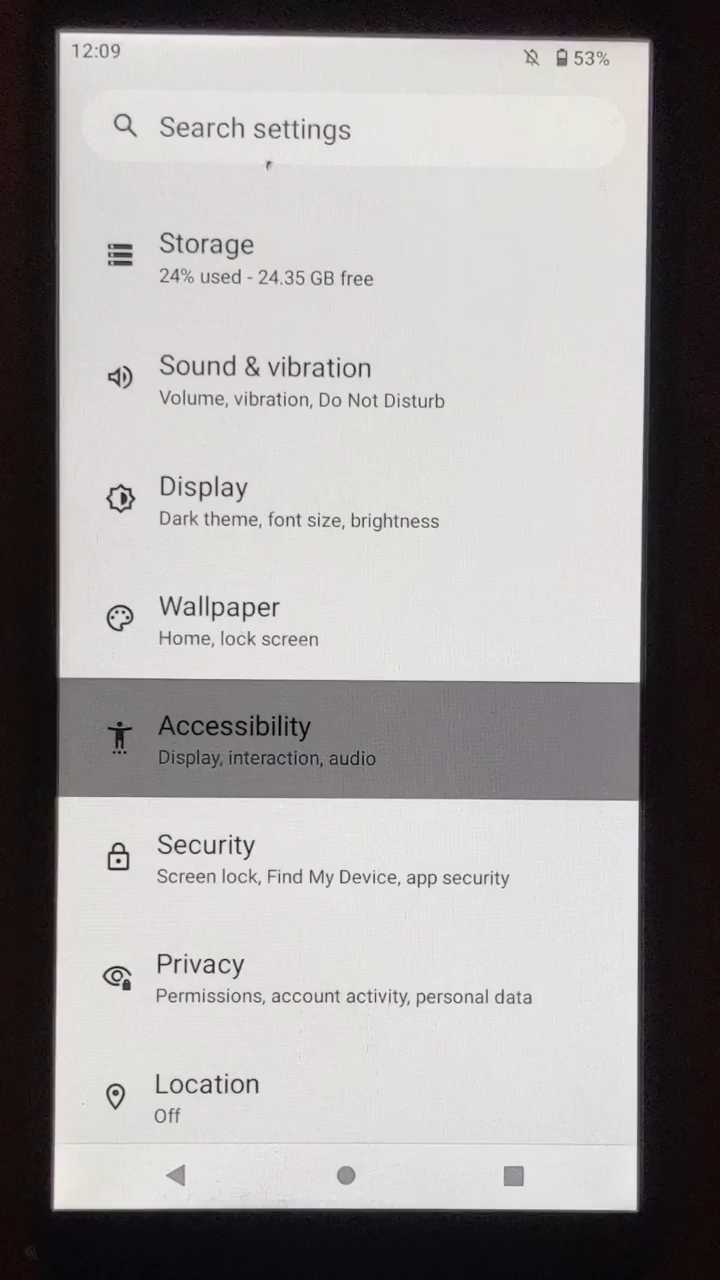 12:09
53%
Search settings
Storage
24% used - 24.35 GB free
Sound & vibration
Volume, vibration, Do Not Disturb
Display
Dark theme, font size, brightness
Wallpaper
Home, lock screen
Accessibility
Display, interaction, audio
Security
Screen lock, Find My Device, app security
Privacy
Permissions, account activity, personal data
Location
Off